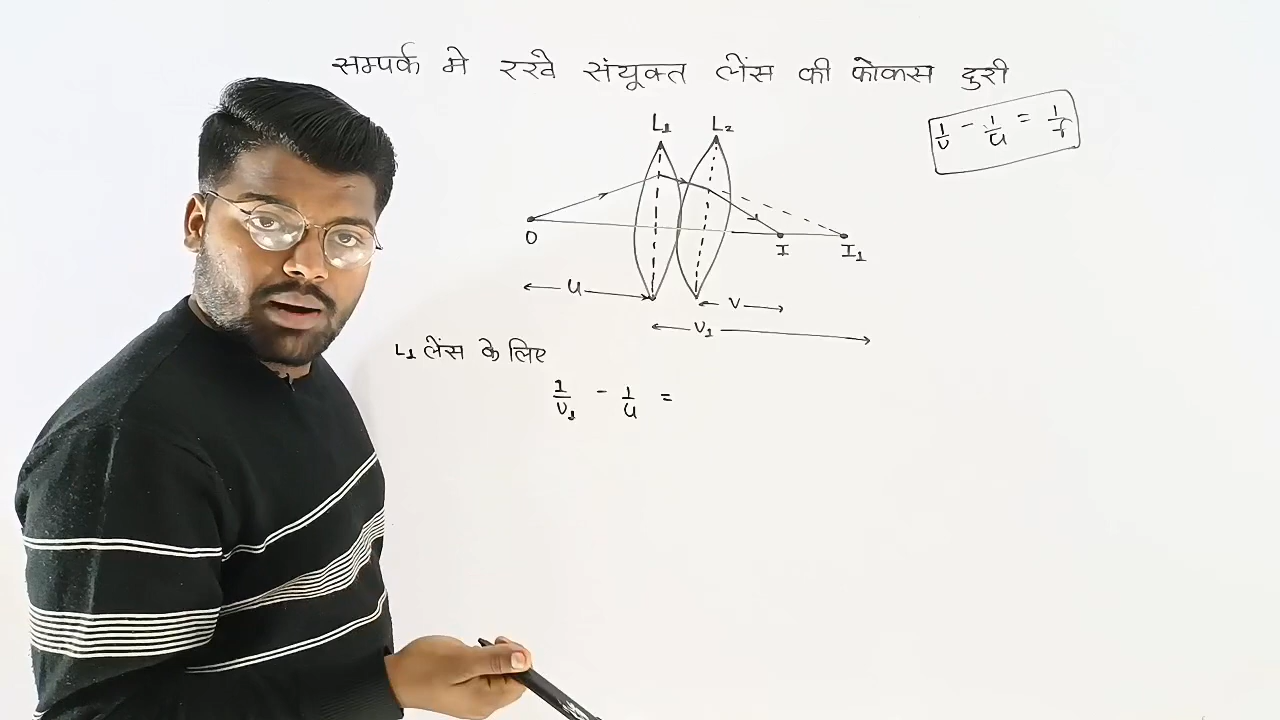 सम्पर्क मे रखे संयुक्त लेंस की फोकस दुरी
1/v - 1/u = 1/f
L1 L2
O I I1
u v
v1
L1 लेंस के लिए
1/v1 - 1/u =